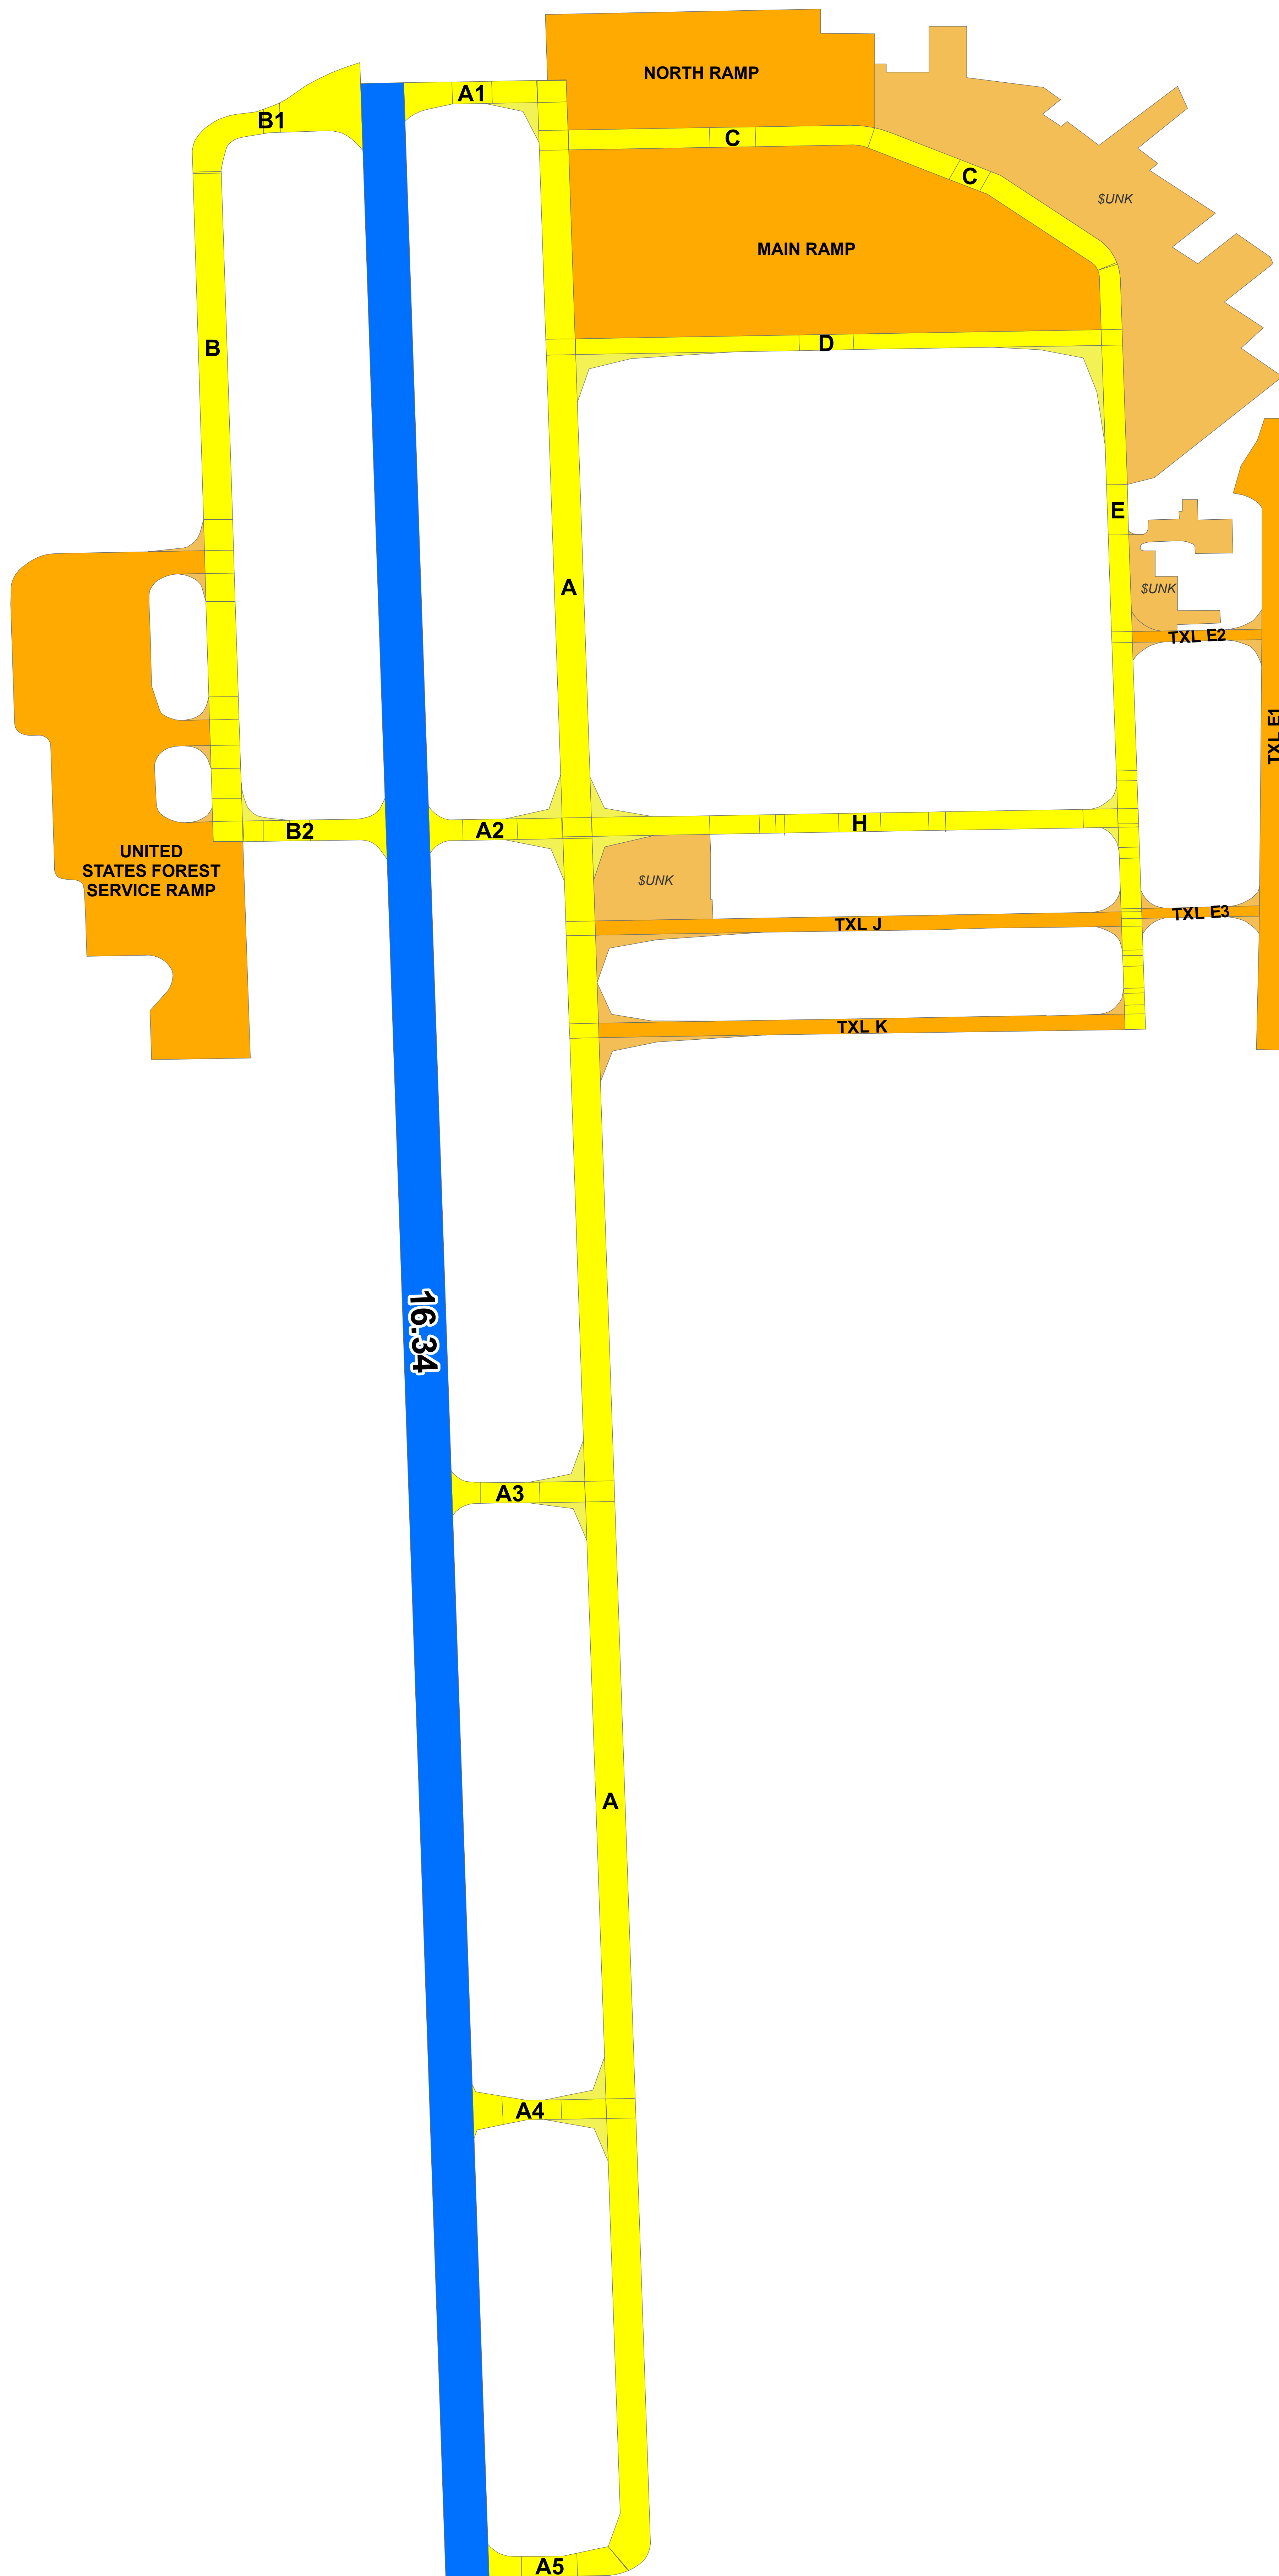 NORTH RAMP
A1
B1
C
C
$UNK
MAIN RAMP
D
B
E
A
$UNK
TXL E2
TXL E1
B2
A2
H
UNITED
STATES FOREST
SERVICE RAMP
$UNK
TXL J
TXL E3
TXL K
16.34
A3
A
A4
A5